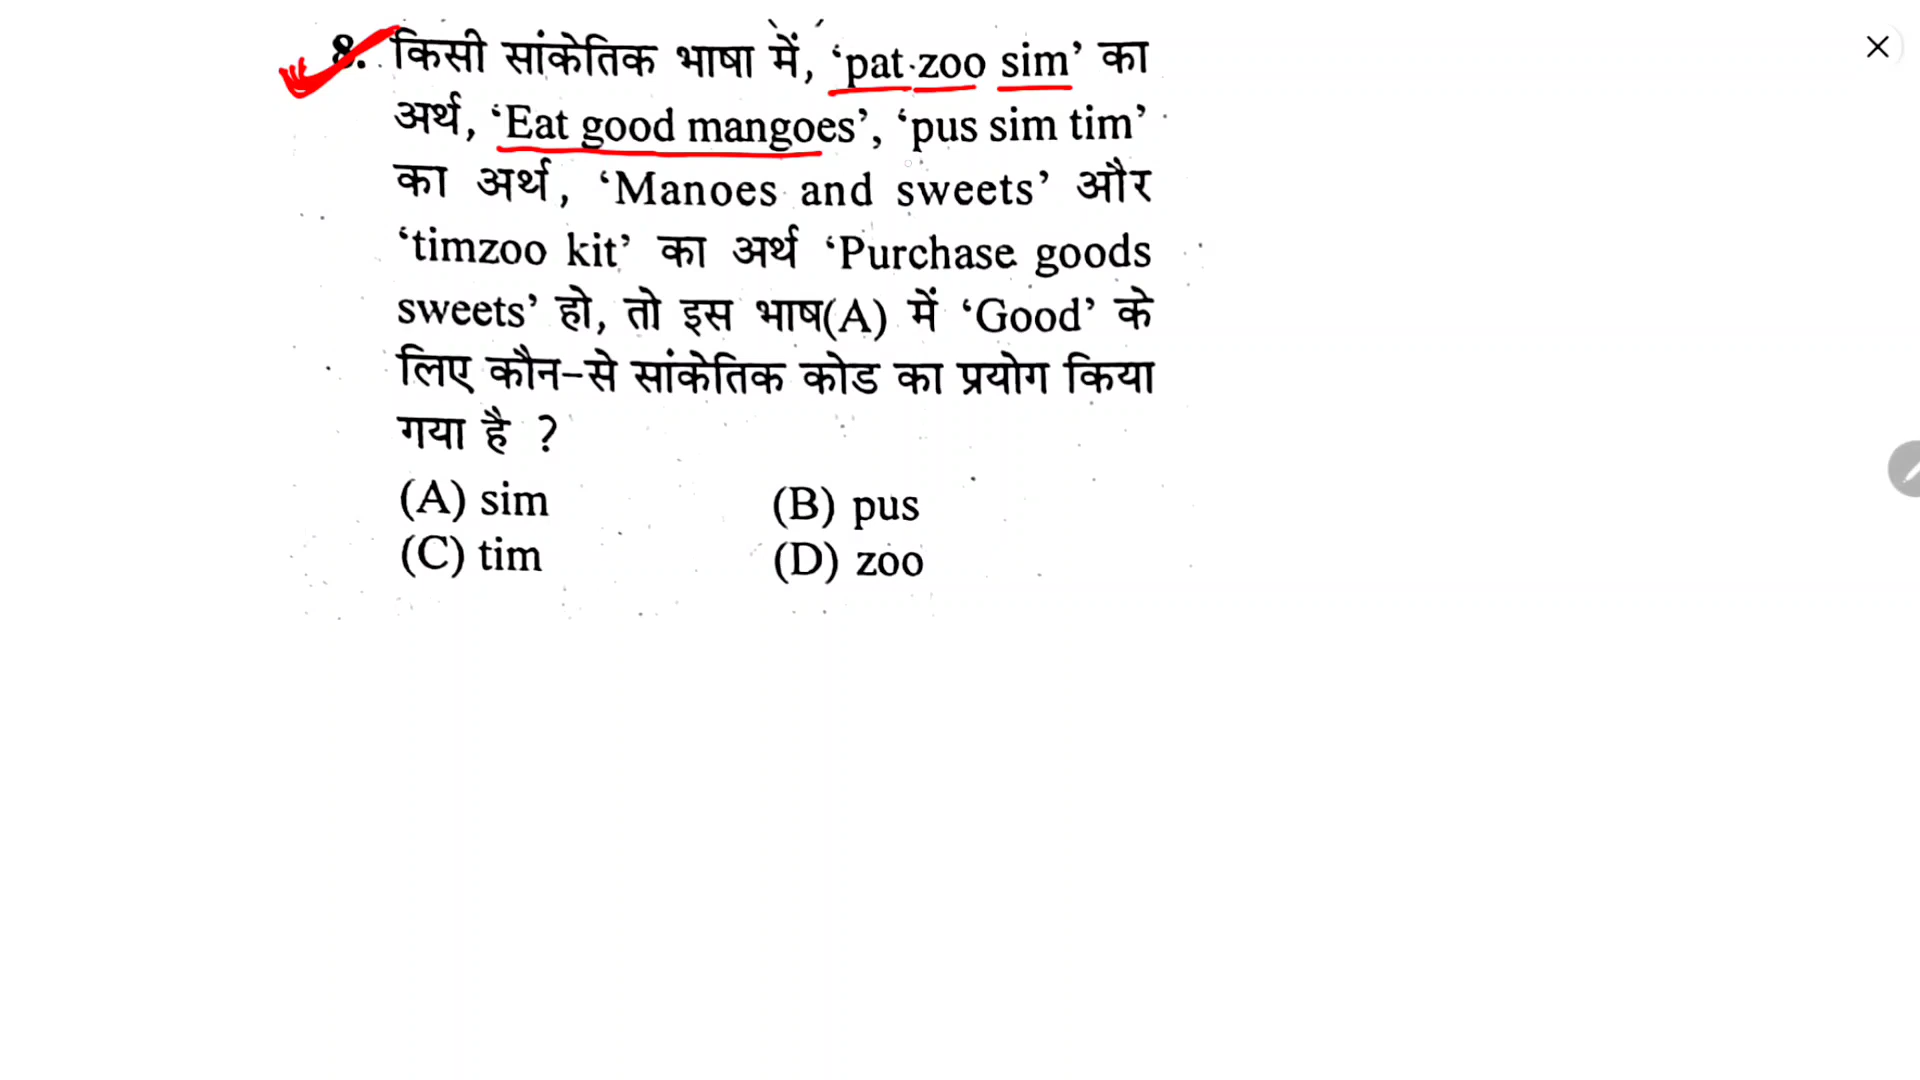 8. किसी सांकेतिक भाषा में, ‘pat zoo sim’ का
अर्थ, ‘Eat good mangoes’, ‘pus sim tim’
का अर्थ, ‘Manoes and sweets’ और
‘timzoo kit’ का अर्थ ‘Purchase goods
sweets’ हो, तो इस भाष(A) में ‘Good’ के
लिए कौन-से सांकेतिक कोड का प्रयोग किया
गया है ?
(A) sim (B) pus
(C) tim (D) zoo